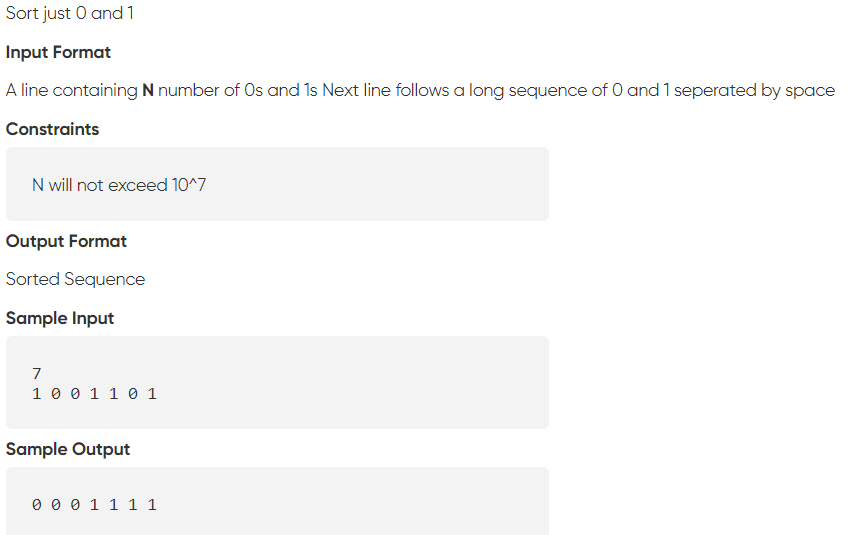 Sort just 0 and 1
Input Format
A line containing N number of 0s and 1s Next line follows a long sequence of 0 and 1 seperated by space
Constraints
N will not exceed 10^7
Output Format
Sorted Sequence
Sample Input
7
1 0 0 1 1 0 1
Sample Output
0 0 0 1 1 1 1